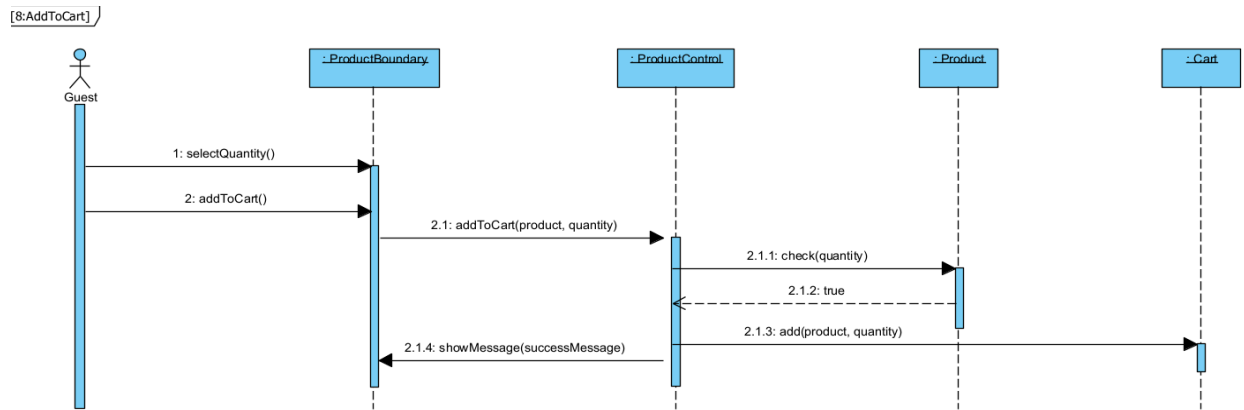 [8:AddToCart]
Guest
: ProductBoundary
: ProductControl
: Product
: Cart
1: selectQuantity()
2: addToCart()
2.1: addToCart(product, quantity)
2.1.1: check(quantity)
2.1.2: true
2.1.3: add(product, quantity)
2.1.4: showMessage(successMessage)